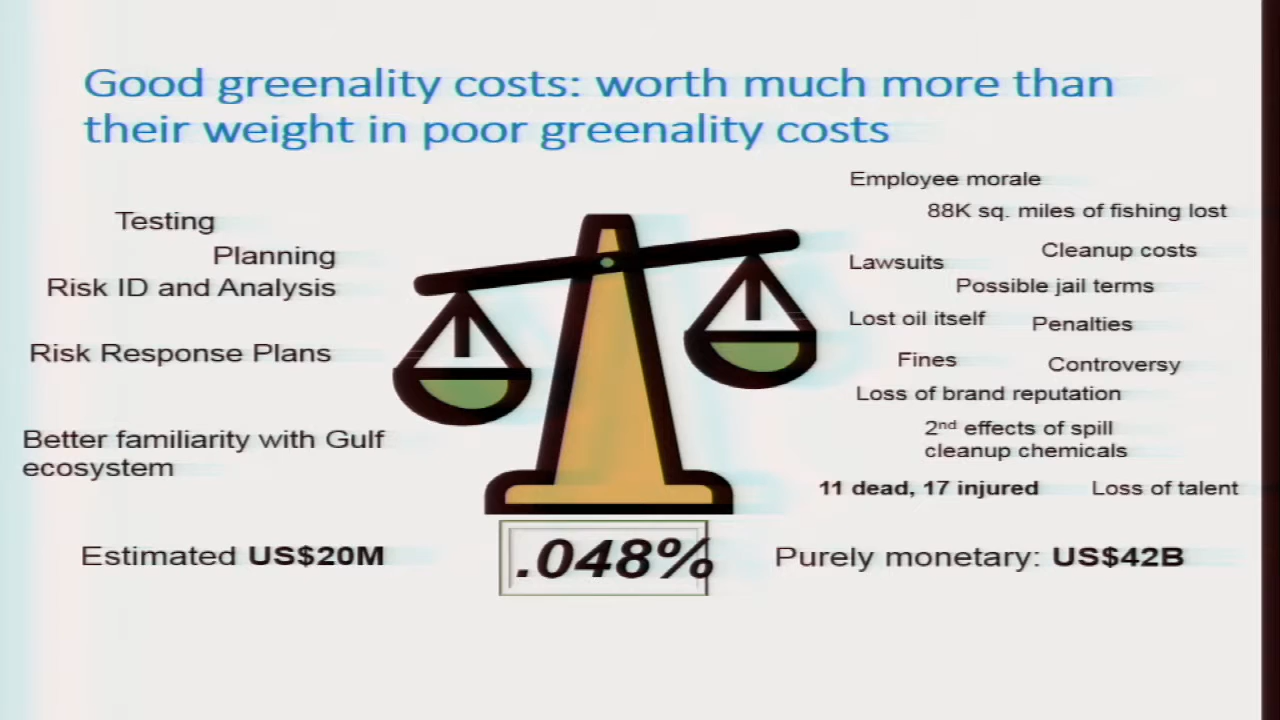 Good greenality costs: worth much more than
their weight in poor greenality costs
Testing
Planning
Risk ID and Analysis
Risk Response Plans
Better familiarity with Gulf
ecosystem
Estimated US$20M
.048%
Employee morale
88K sq. miles of fishing lost
Cleanup costs
Lawsuits
Possible jail terms
Lost oil itself
Penalties
Fines
Controversy
Loss of brand reputation
2nd effects of spill
cleanup chemicals
11 dead, 17 injured
Loss of talent
Purely monetary: US$42B